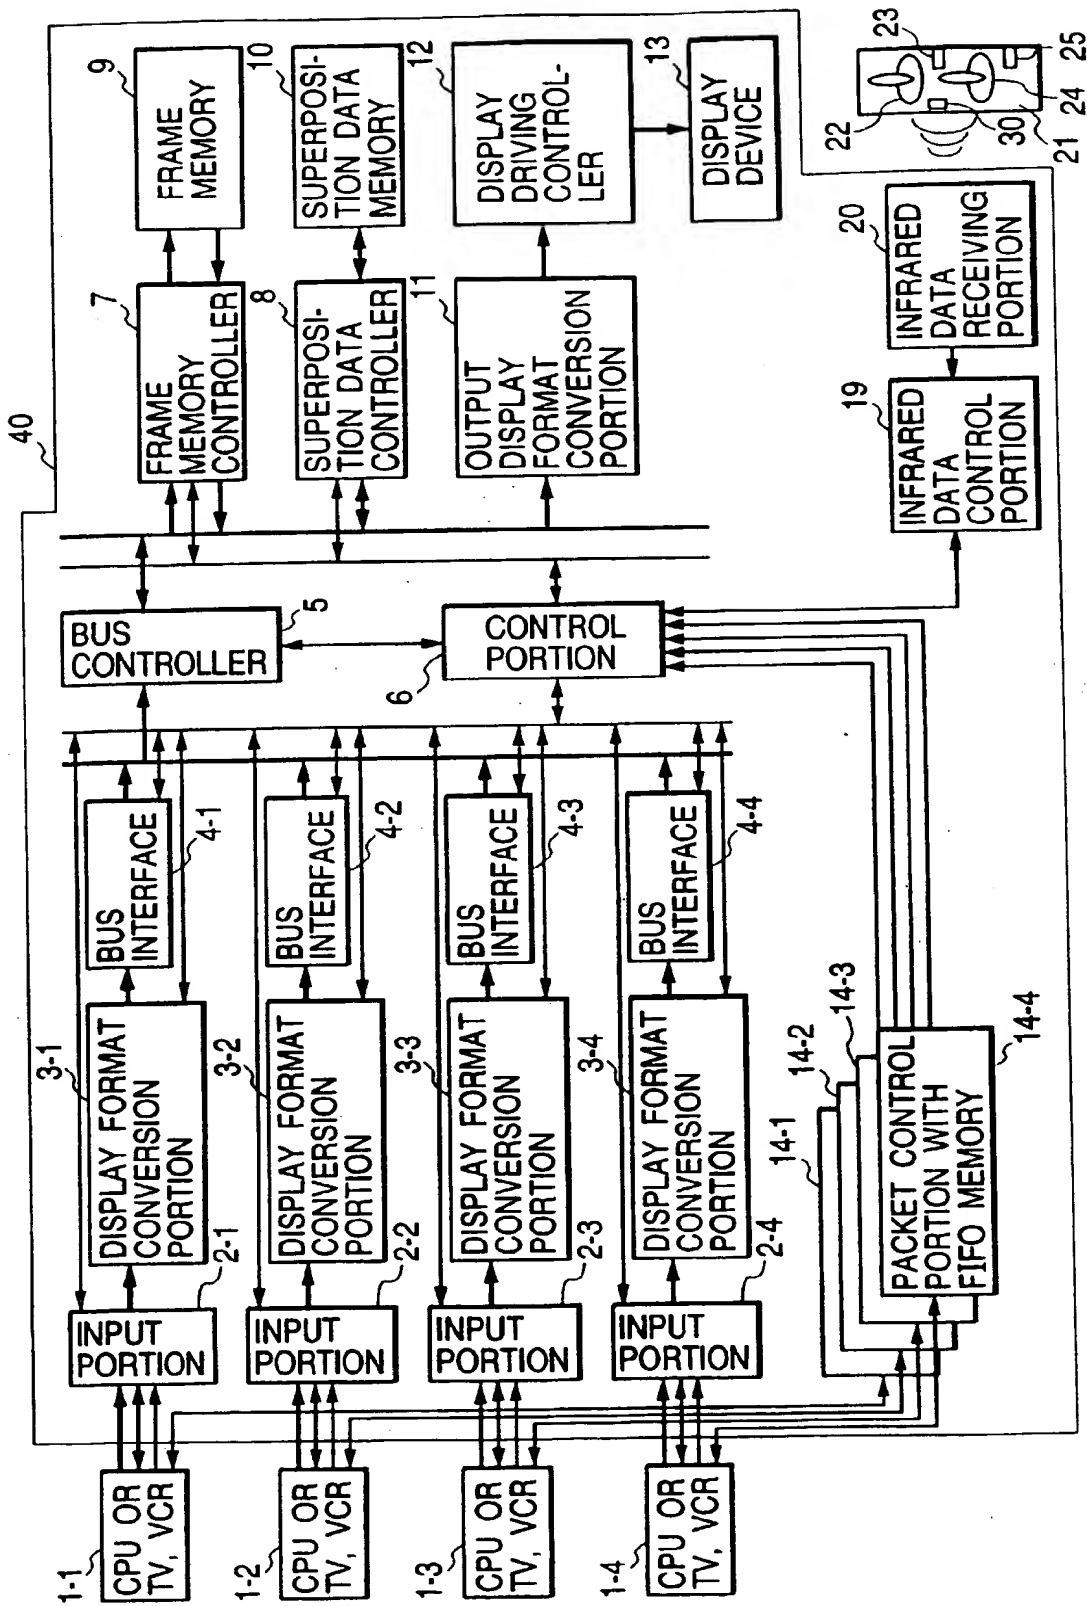 40
1-1
CPU OR
TV, VCR
2-1
INPUT
PORTION
3-1
DISPLAY FORMAT
CONVERSION
PORTION
4-1
BUS
INTERFACE
1-2
CPU OR
TV, VCR
2-2
INPUT
PORTION
3-2
DISPLAY FORMAT
CONVERSION
PORTION
4-2
BUS
INTERFACE
1-3
CPU OR
TV, VCR
2-3
INPUT
PORTION
3-3
DISPLAY FORMAT
CONVERSION
PORTION
4-3
BUS
INTERFACE
1-4
CPU OR
TV, VCR
2-4
INPUT
PORTION
3-4
DISPLAY FORMAT
CONVERSION
PORTION
4-4
BUS
INTERFACE
14-1
14-2
14-3
14-4
PACKET CONTROL
PORTION WITH
FIFO MEMORY
5
BUS
CONTROLLER
6
CONTROL
PORTION
7
FRAME
MEMORY
CONTROLLER
9
FRAME
MEMORY
8
SUPERPOSI-
TION DATA
CONTROLLER
10
SUPERPOSI-
TION DATA
MEMORY
11
OUTPUT
DISPLAY
FORMAT
CONVERSION
PORTION
12
DISPLAY
DRIVING
CONTROL-
LER
13
DISPLAY
DEVICE
19
INFRARED
DATA
CONTROL
PORTION
20
INFRARED
DATA
RECEIVING
PORTION
22
23
30
21
24
25